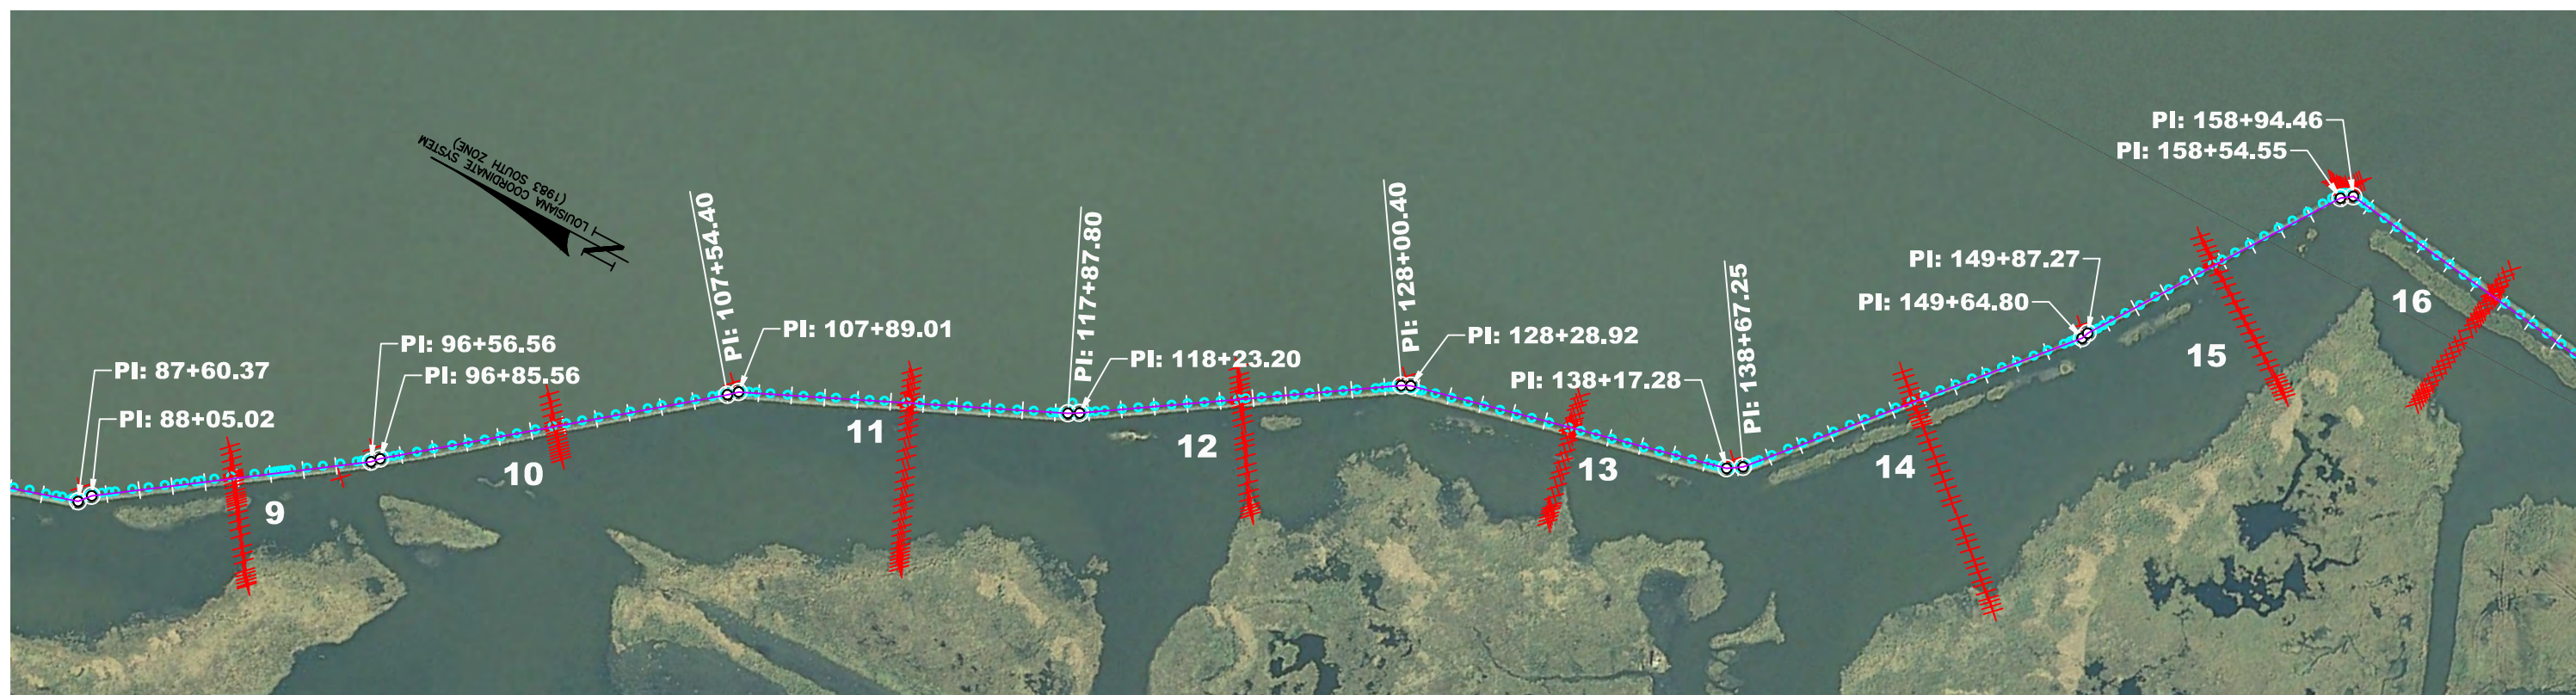 PI: 87+60.37
PI: 88+05.02
9
PI: 96+56.56
PI: 96+85.56
10
LOUISIANA COORDINATE SYSTEM
(1983 SOUTH ZONE)
N
PI: 107+54.40
PI: 107+89.01
11
PI: 117+87.80
PI: 118+23.20
12
PI: 128+00.40
PI: 128+28.92
13
PI: 138+17.28
PI: 138+67.25
14
PI: 149+87.27
PI: 149+64.80
15
PI: 158+94.46
PI: 158+54.55
16